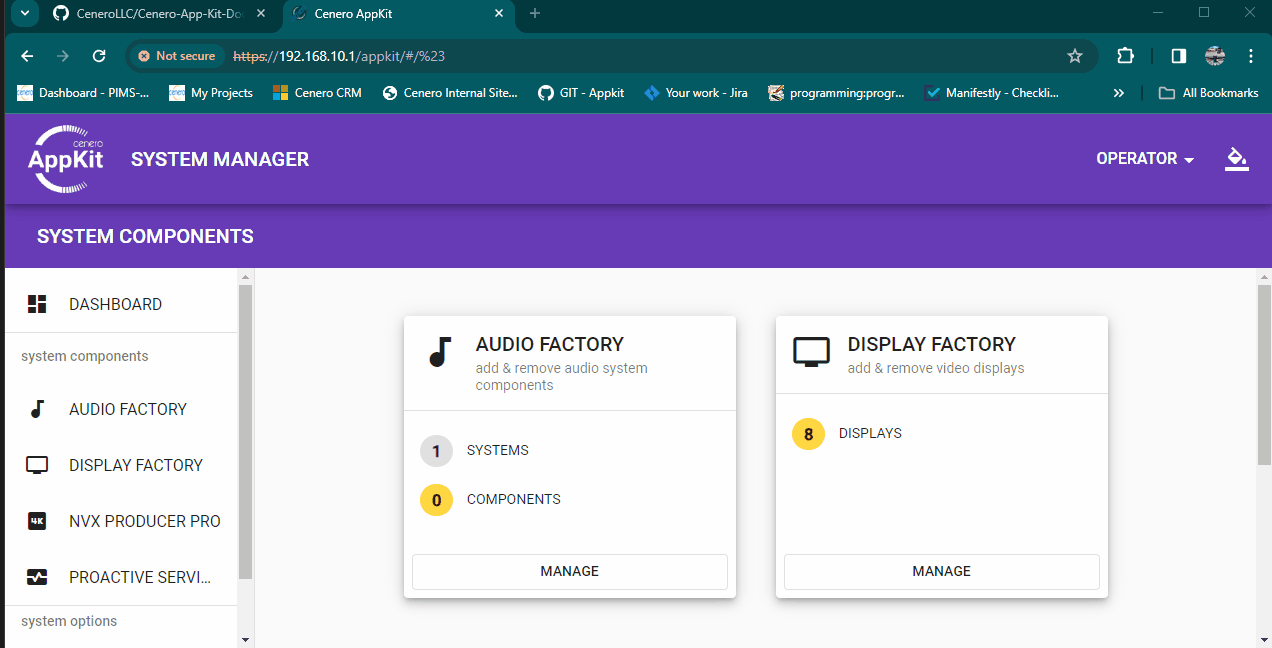 CeneroLLC/Cenero-App-Kit-Do
Cenero AppKit
Not secure
https://192.168.10.1/appkit/#/%23
Dashboard - PIMS-...
My Projects
Cenero CRM
Cenero Internal Site...
GIT - Appkit
Your work - Jira
programming:progr...
Manifestly - Checkli...
All Bookmarks
cenero
AppKit
SYSTEM MANAGER
OPERATOR
SYSTEM COMPONENTS
DASHBOARD
system components
AUDIO FACTORY
DISPLAY FACTORY
4K
NVX PRODUCER PRO
PROACTIVE SERVI...
system options
AUDIO FACTORY
add & remove audio system
components
1 SYSTEMS
0 COMPONENTS
MANAGE
DISPLAY FACTORY
add & remove video displays
8 DISPLAYS
MANAGE